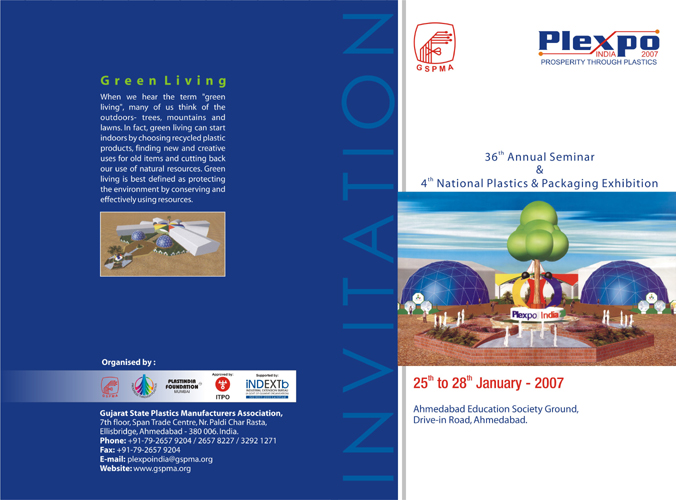 Green Living
When we hear the term "green
living", many of us think of the
outdoors- trees, mountains and
lawns. In fact, green living can start
indoors by choosing recycled plastic
products, finding new and creative
uses for old items and cutting back
our use of natural resources. Green
living is best defined as protecting
the environment by conserving and
effectively using resources.
Organised by :
GSPMA
PLASTINDIA
FOUNDATION
MUMBAI
Approved by:
ITPO
Supported by:
iNDEXTb
Gujarat State Plastics Manufacturers Association,
7th floor, Span Trade Centre, Nr. Paldi Char Rasta,
Ellisbridge, Ahmedabad - 380 006. India.
Phone: +91-79-2657 9204 / 2657 8227 / 3292 1271
Fax: +91-79-2657 9204
E-mail: plexpoindia@gspma.org
Website: www.gspma.org
INVITATION
GSPMA
Plexpo
INDIA 2007
PROSPERITY THROUGH PLASTICS
36th Annual Seminar
&
4th National Plastics & Packaging Exhibition
Plexpo India
25th to 28th January - 2007
Ahmedabad Education Society Ground,
Drive-in Road, Ahmedabad.